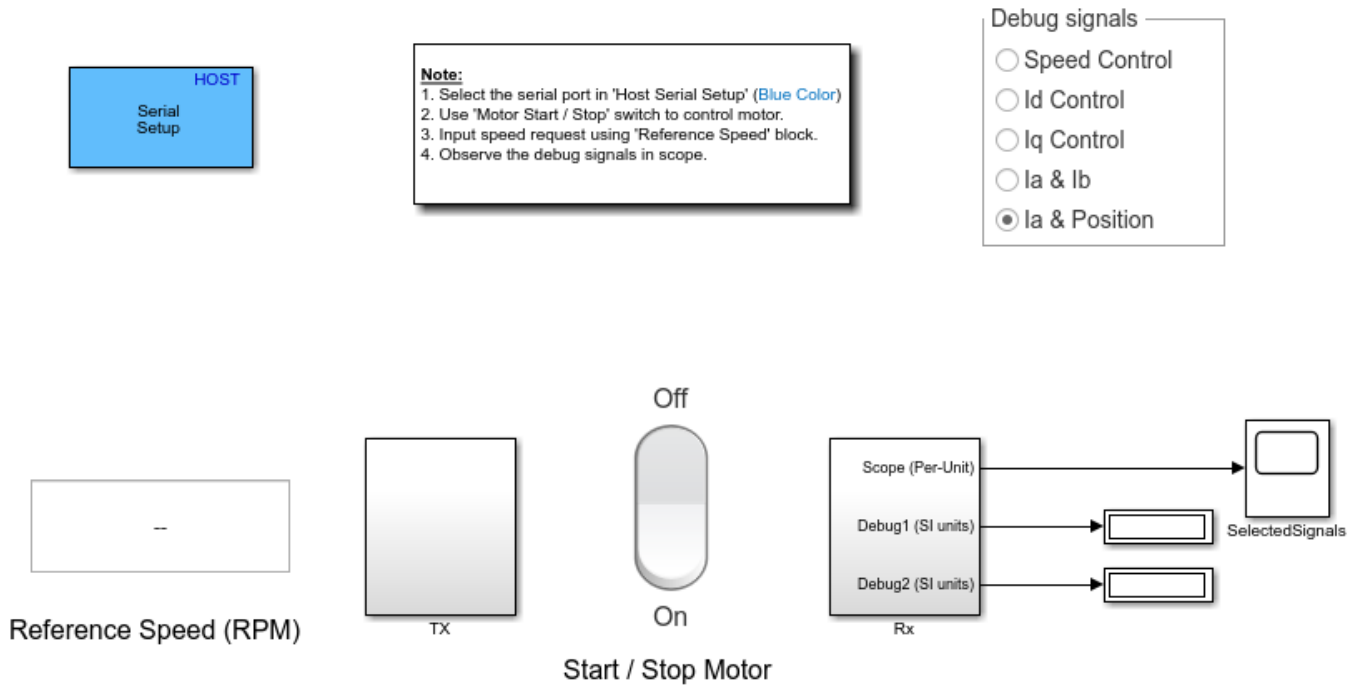 HOST
Serial
Setup
Note:
1. Select the serial port in 'Host Serial Setup' (Blue Color)
2. Use 'Motor Start / Stop' switch to control motor.
3. Input speed request using 'Reference Speed' block.
4. Observe the debug signals in scope.
Debug signals
Speed Control
Id Control
Iq Control
Ia & Ib
Ia & Position
--
Reference Speed (RPM)
TX
Off
On
Start / Stop Motor
Scope (Per-Unit)
Debug1 (SI units)
Debug2 (SI units)
Rx
SelectedSignals